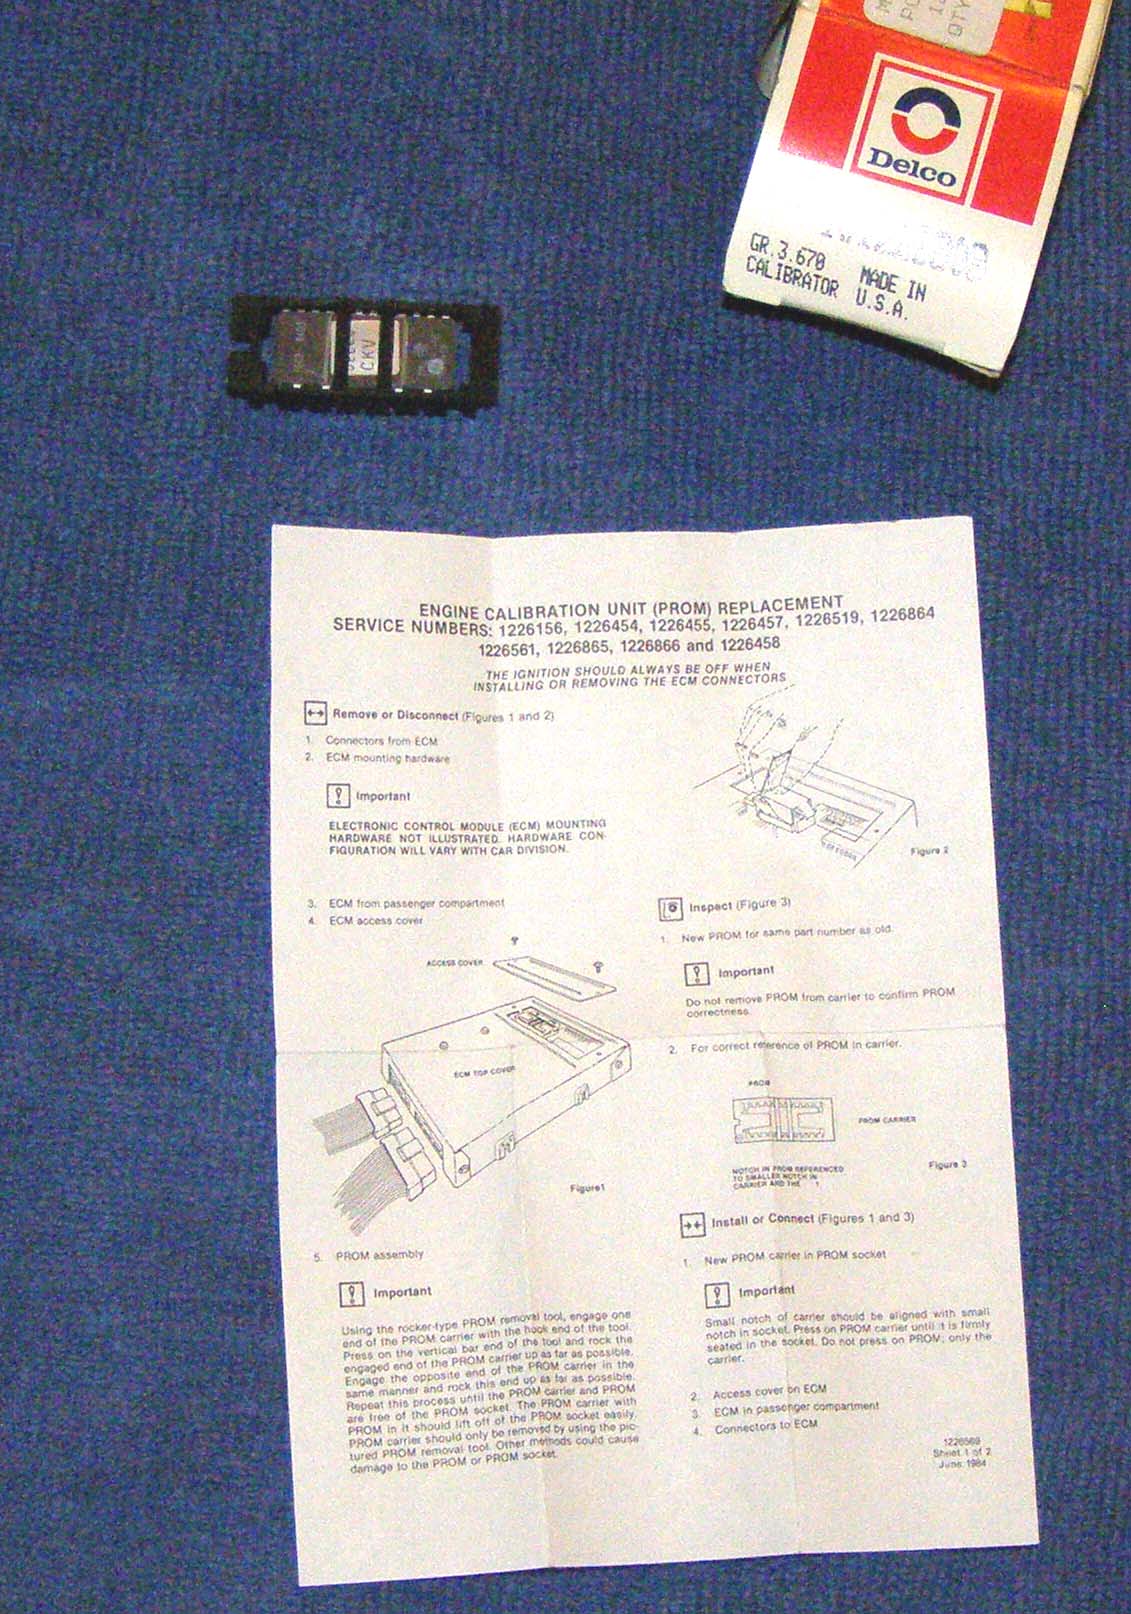 QTY
Delco
GR.3.670
CALIBRATOR
MADE IN
U.S.A.
CKV
ENGINE CALIBRATION UNIT (PROM) REPLACEMENT
SERVICE NUMBERS: 1226156, 1226454, 1226455, 1226457, 1226519, 1226864
1226561, 1226865, 1226866 and 1226458
THE IGNITION SHOULD ALWAYS BE OFF WHEN
INSTALLING OR REMOVING THE ECM CONNECTORS
Remove or Disconnect (Figures 1 and 2)
1. Connectors from ECM
2. ECM mounting hardware
Important
ELECTRONIC CONTROL MODULE (ECM) MOUNTING
HARDWARE NOT ILLUSTRATED. HARDWARE CON-
FIGURATION WILL VARY WITH CAR DIVISION.
3. ECM from passenger compartment
4. ECM access cover
ACCESS COVER
ECM TOP COVER
Figure1
5. PROM assembly
Important
Using the rocker-type PROM removal tool, engage one
end of the PROM carrier with the hook end of the tool.
Press on the vertical bar end of the tool and rock the
engaged end of the PROM carrier up as far as possible.
Engage the opposite end of the PROM carrier in the
same manner and rock this end up as far as possible.
Repeat this process until the PROM carrier and PROM
are free of the PROM socket. The PROM carrier with
PROM in it should lift off of the PROM socket easily.
PROM carrier should only be removed by using the pic-
tured PROM removal tool. Other methods could cause
damage to the PROM or PROM socket.
Figure 2
Inspect (Figure 3)
1. New PROM for same part number as old.
Important
Do not remove PROM from carrier to confirm PROM
correctness.
2. For correct reference of PROM in carrier.
PROM
PROM CARRIER
NOTCH IN PROM REFERENCED
TO SMALLER NOTCH IN
CARRIER AND THE 1
Figure 3
Install or Connect (Figures 1 and 3)
1. New PROM carrier in PROM socket
Important
Small notch of carrier should be aligned with small
notch in socket. Press on PROM carrier until it is firmly
seated in the socket. Do not press on PROM; only the
carrier.
2. Access cover on ECM
3. ECM in passenger compartment
4. Connectors to ECM
1226569
Sheet 1 of 2
June, 1984